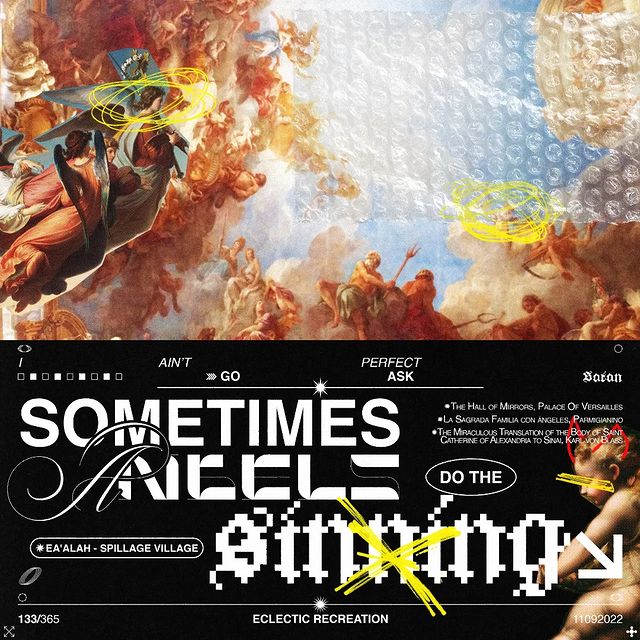 I AIN'T PERFECT
GO ASK Satan
SOMETIMES
ANGELS
DO THE
sinning
The Hall of Mirrors, Palace Of Versailles
La Sagrada Familia con angeles, Parmigianino
The Miraculous Translation of the Body of Saint
Catherine of Alexandria to Sinai, Karl von Blaas
EA'ALAH - SPILLAGE VILLAGE
133/365 ECLECTIC RECREATION 11092022